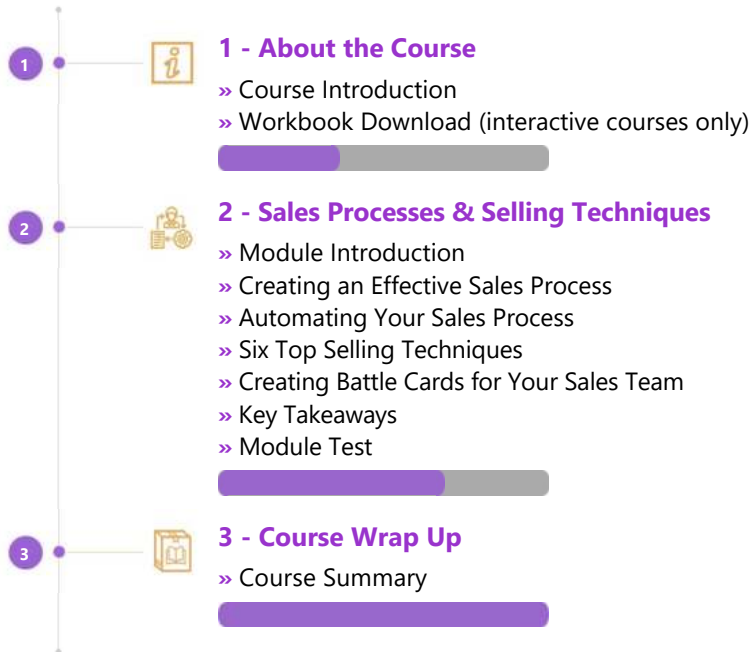 1
1 - About the Course
» Course Introduction
» Workbook Download (interactive courses only)
2
2 - Sales Processes & Selling Techniques
» Module Introduction
» Creating an Effective Sales Process
» Automating Your Sales Process
» Six Top Selling Techniques
» Creating Battle Cards for Your Sales Team
» Key Takeaways
» Module Test
3
3 - Course Wrap Up
» Course Summary